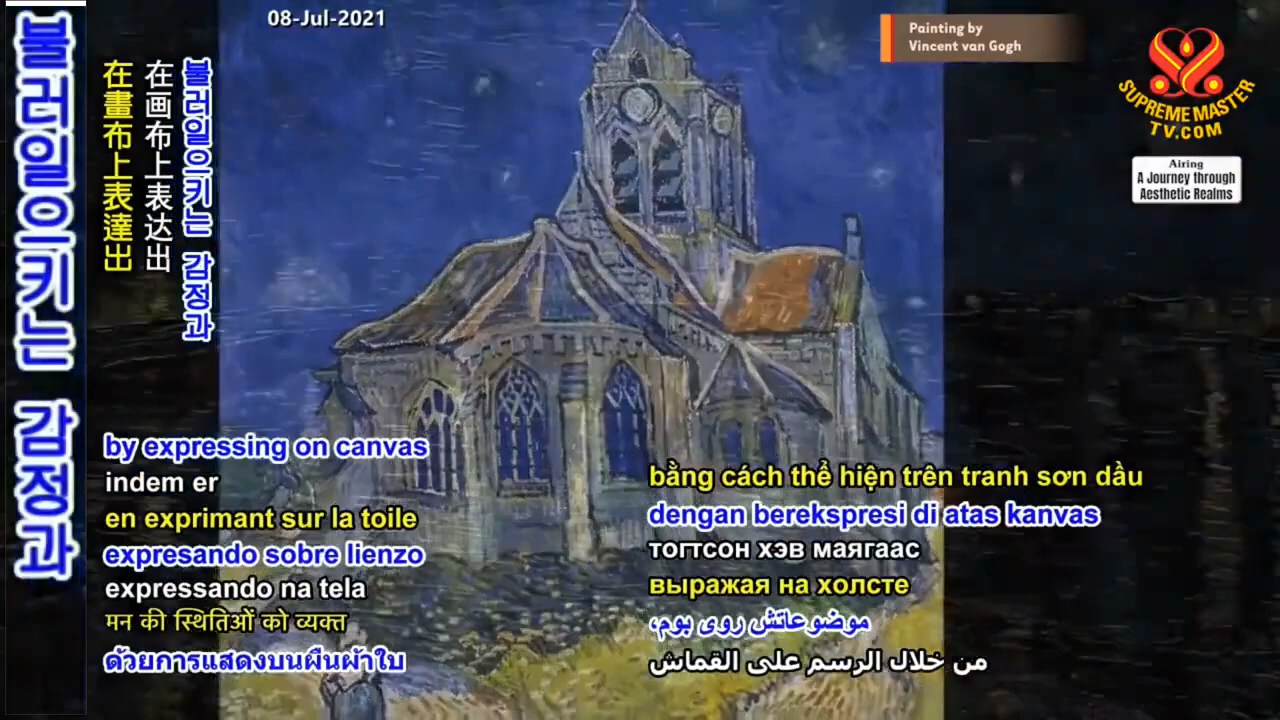 불러일으키는 감정과
08-Jul-2021
Painting by
Vincent van Gogh
SUPREME MASTER
TV.COM
Airing
A Journey through
Aesthetic Realms
불러일으키는 감정과
在画布上表达出
在畫布上表達出
by expressing on canvas
indem er
en exprimant sur la toile
expresando sobre lienzo
expressando na tela
मन की स्थितिओं को व्यक्त
ด้วยการแสดงบนผืนผ้าใบ
bằng cách thể hiện trên tranh sơn dầu
dengan berekspresi di atas kanvas
тогтсон хэв маягаас
выражая на холсте
موضوعاتش روی بوم،
من خلال الرسم على القماش